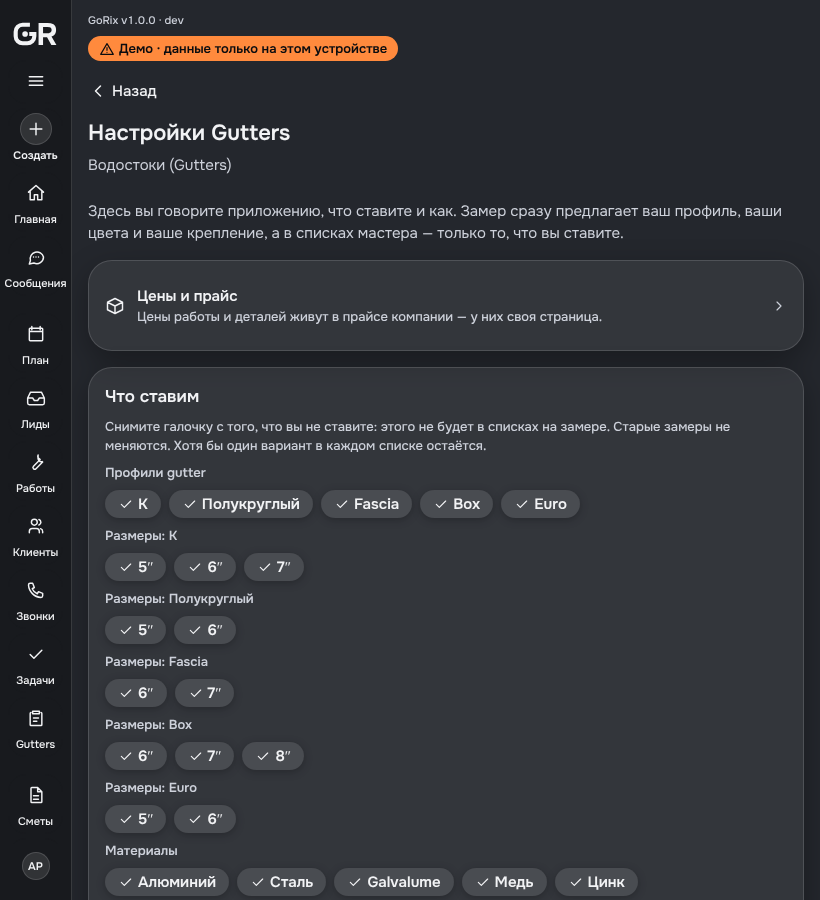 GR
Создать
Главная
Сообщения
План
Лиды
Работы
Клиенты
Звонки
Задачи
Gutters
Сметы
AP
GoRix v1.0.0 · dev
Демо · данные только на этом устройстве
Назад
Настройки Gutters
Водостоки (Gutters)
Здесь вы говорите приложению, что ставите и как. Замер сразу предлагает ваш профиль, ваши
цвета и ваше крепление, а в списках мастера — только то, что вы ставите.
Цены и прайс
Цены работы и деталей живут в прайсе компании — у них своя страница.
Что ставим
Снимите галочку с того, что вы не ставите: этого не будет в списках на замере. Старые замеры не
меняются. Хотя бы один вариант в каждом списке остаётся.
Профили gutter
K Полукруглый Fascia Box Euro
Размеры: K
5″ 6″ 7″
Размеры: Полукруглый
5″ 6″
Размеры: Fascia
6″ 7″
Размеры: Box
6″ 7″ 8″
Размеры: Euro
5″ 6″
Материалы
Алюминий Сталь Galvalume Медь Цинк